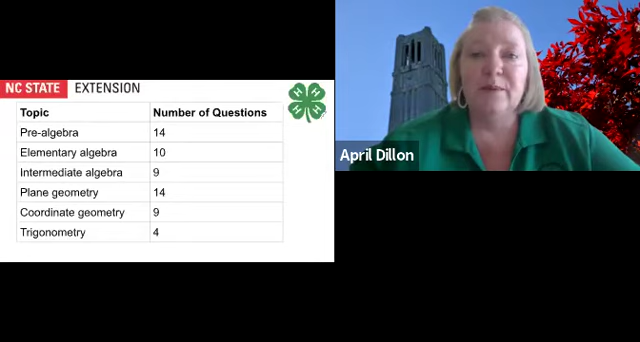 NC STATE EXTENSION
Topic Number of Questions
Pre-algebra 14
Elementary algebra 10
Intermediate algebra 9
Plane geometry 14
Coordinate geometry 9
Trigonometry 4
H H
H H
April Dillon